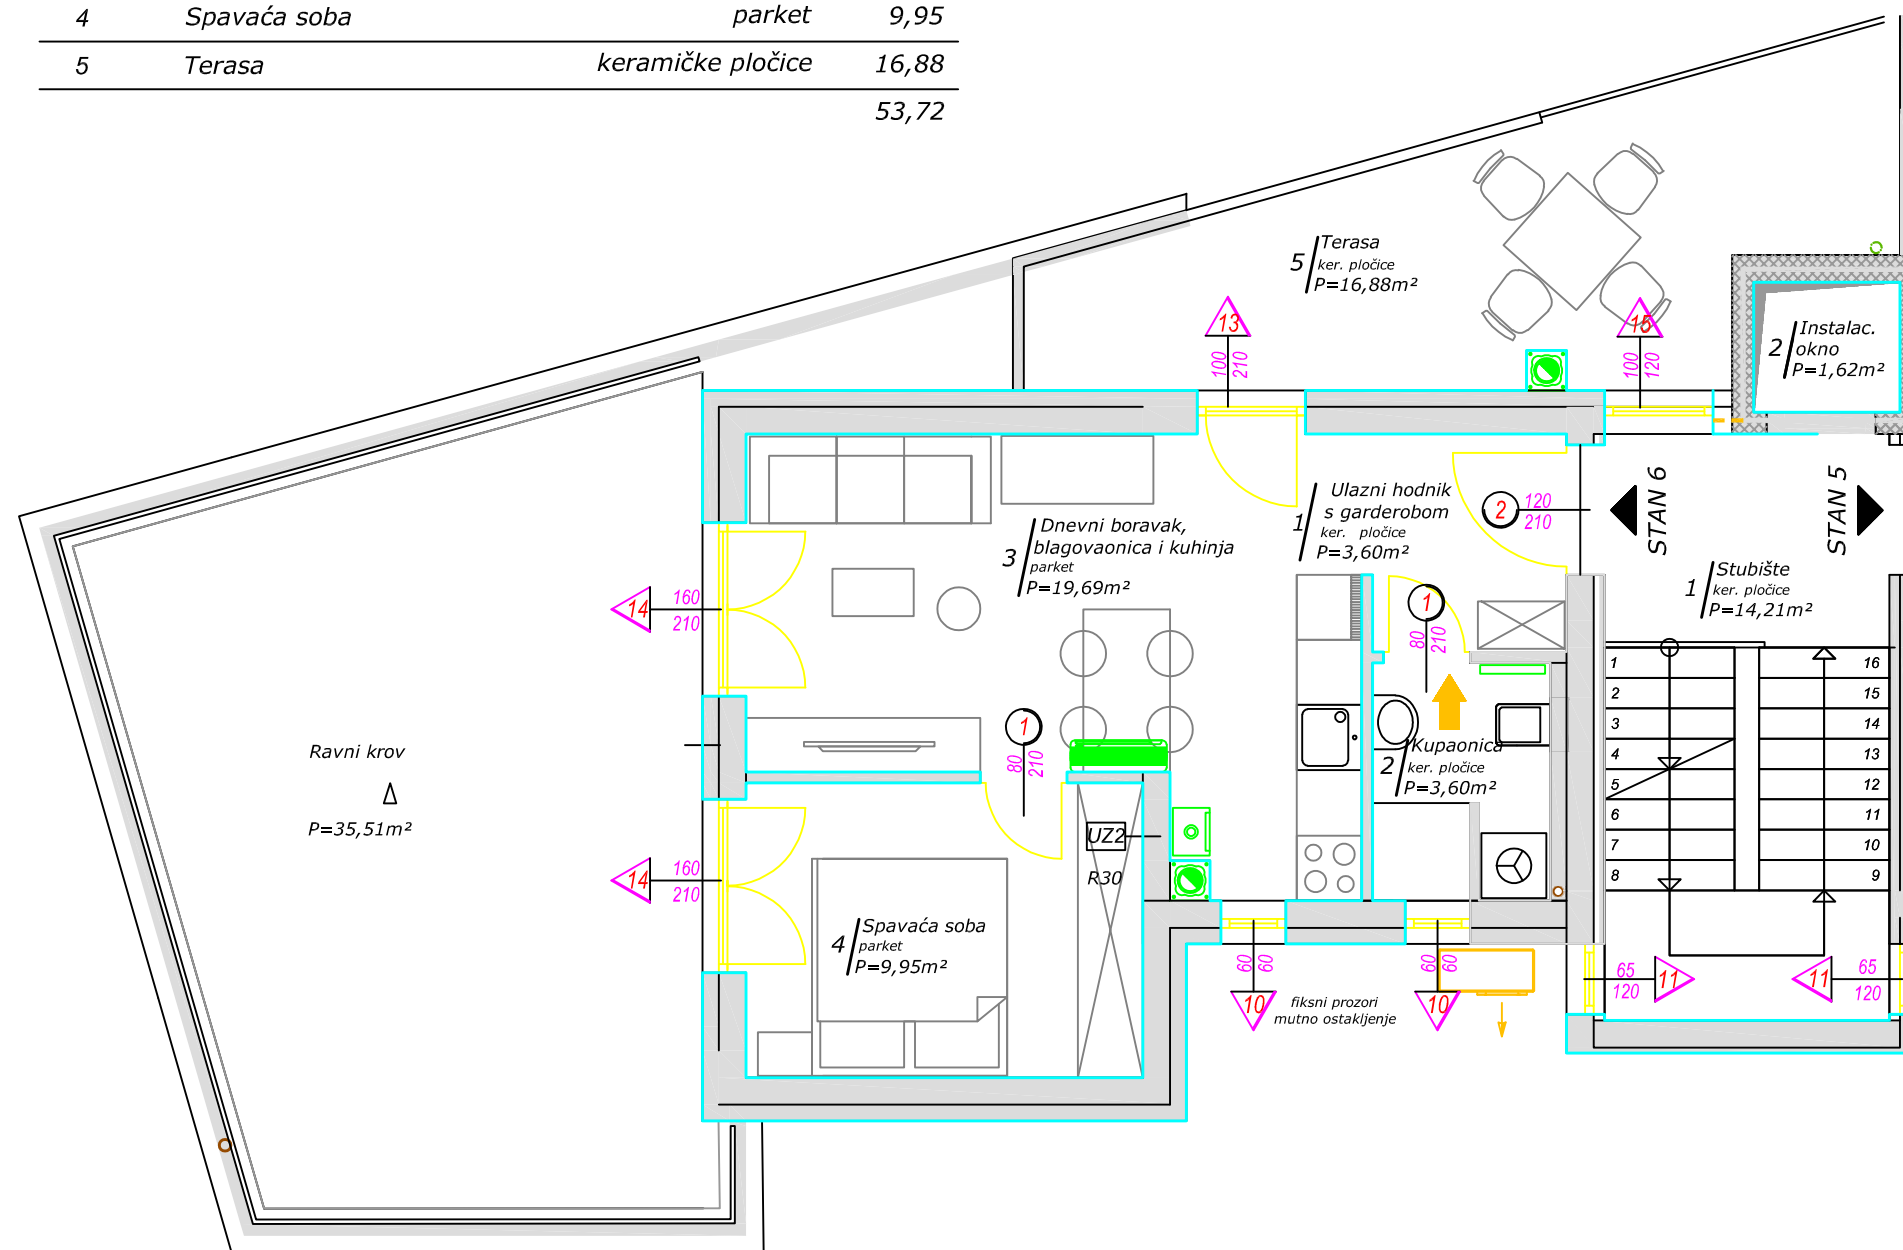 4 Spavaća soba parket 9,95
5 Terasa keramičke pločice 16,88
53,72
5 Terasa
ker. pločice
P=16,88m²
13
100
210
15
100
120
2 Instalac.
okno
P=1,62m²
1 Ulazni hodnik
s garderobom
ker. pločice
P=3,60m²
2
120
210
STAN 6
STAN 5
3 Dnevni boravak,
blagovaonica i kuhinja
parket
P=19,69m²
1 Stubište
ker. pločice
P=14,21m²
14
160
210
1
80
210
1
80
210
Ravni krov
P=35,51m²
2 Kupaonica
ker. pločice
P=3,60m²
1 16
2 15
3 14
4 13
5 12
6 11
7 10
8 9
UZ2
R30
14
160
210
4 Spavaća soba
parket
P=9,95m²
60
60
10
fiksni prozori
mutno ostakljenje
60
60
10
65
120
11
11
65
120